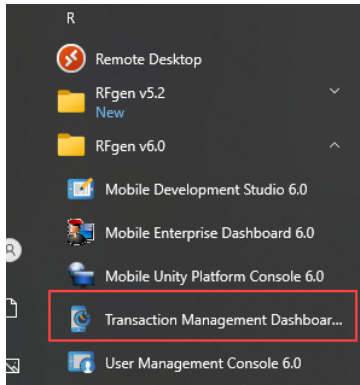 R
Remote Desktop
RFgen v5.2
New
RFgen v6.0
Mobile Development Studio 6.0
Mobile Enterprise Dashboard 6.0
Mobile Unity Platform Console 6.0
Transaction Management Dashboar...
User Management Console 6.0